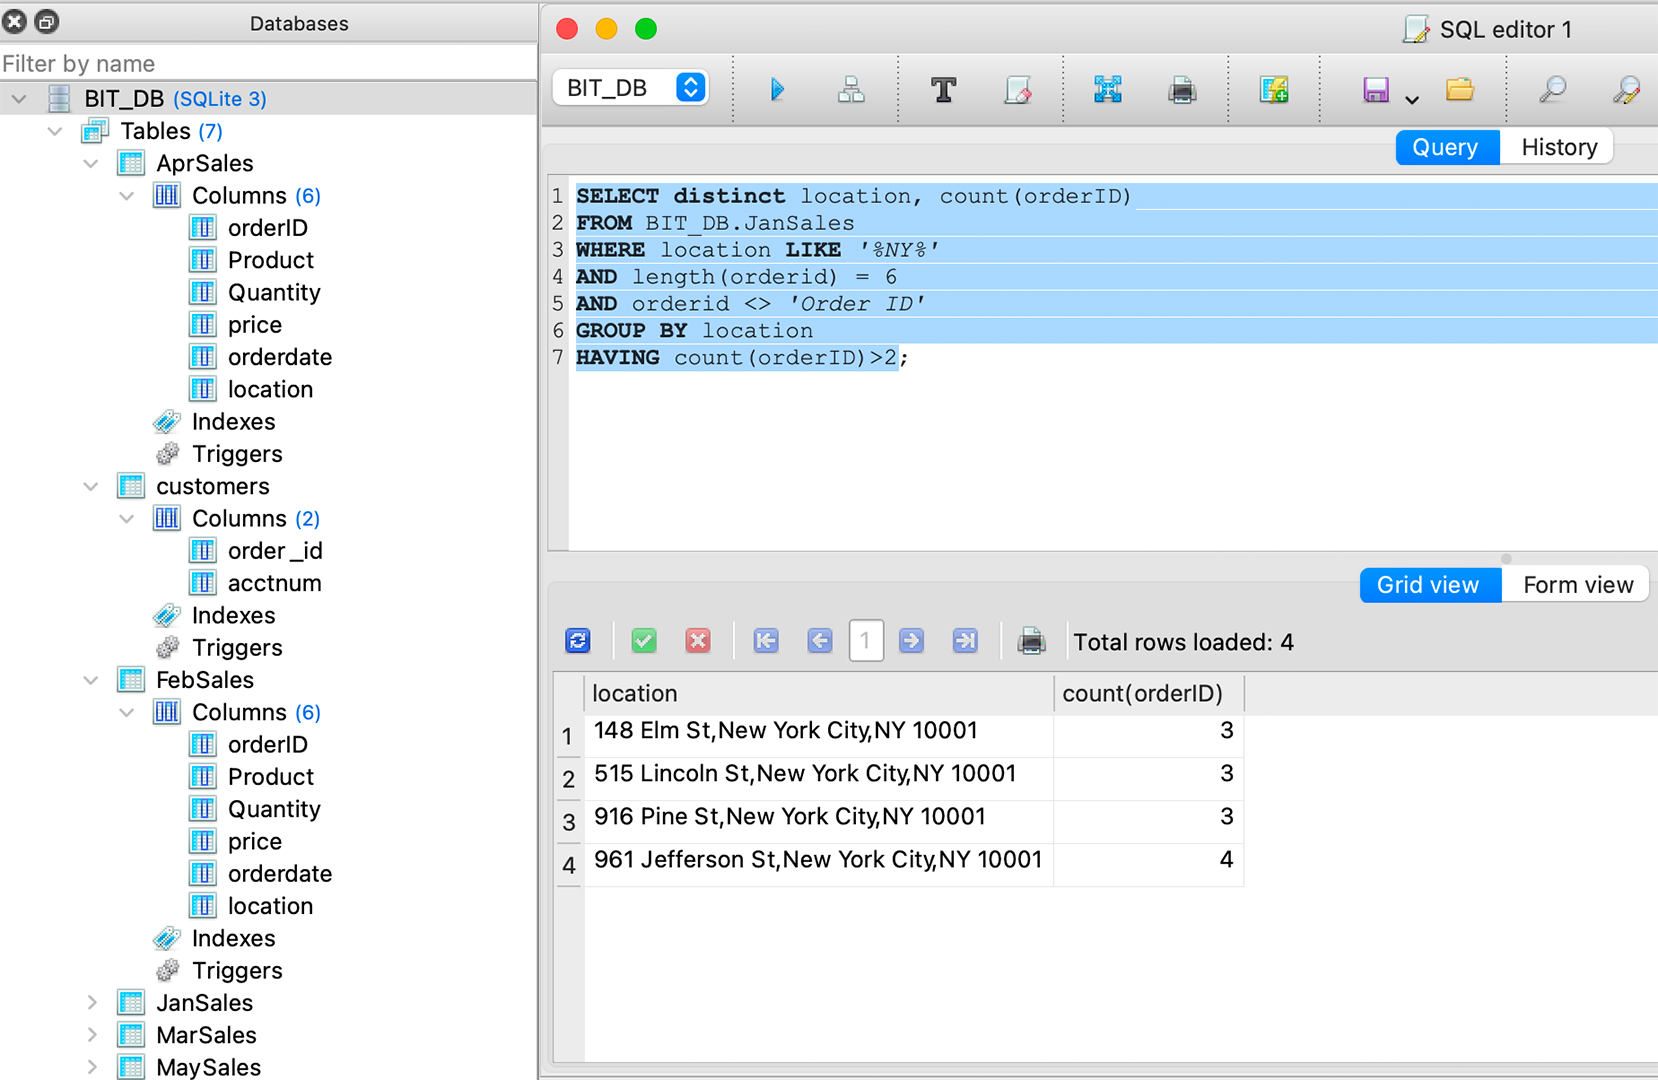 Databases
Filter by name
BIT_DB (SQLite 3)
Tables (7)
AprSales
Columns (6)
orderID
Product
Quantity
price
orderdate
location
Indexes
Triggers
customers
Columns (2)
order _id
acctnum
Indexes
Triggers
FebSales
Columns (6)
orderID
Product
Quantity
price
orderdate
location
Indexes
Triggers
JanSales
MarSales
MaySales
SQL editor 1
BIT_DB
T
Query History
1 SELECT distinct location, count(orderID)
2 FROM BIT_DB.JanSales
3 WHERE location LIKE '%NY%'
4 AND length(orderid) = 6
5 AND orderid <> 'Order ID'
6 GROUP BY location
7 HAVING count(orderID)>2;
Grid view Form view
1 Total rows loaded: 4
location count(orderID)
1 148 Elm St,New York City,NY 10001 3
2 515 Lincoln St,New York City,NY 10001 3
3 916 Pine St,New York City,NY 10001 3
4 961 Jefferson St,New York City,NY 10001 4